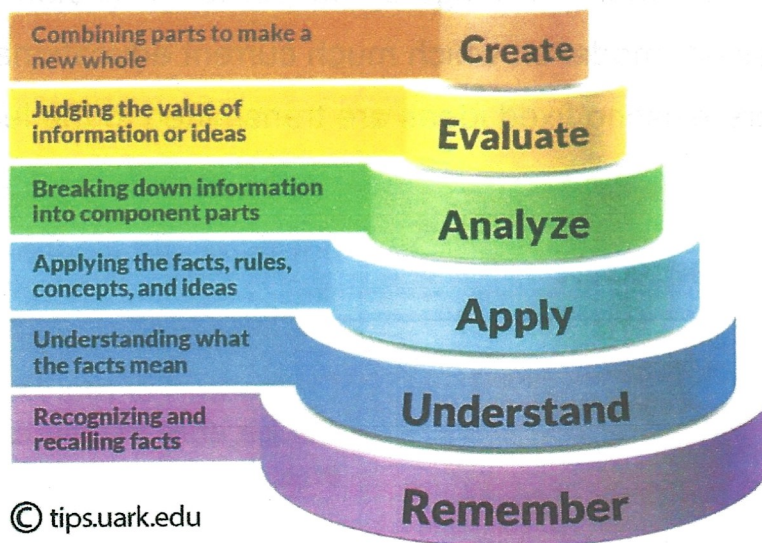 Combining parts to make a
new whole
Create
Judging the value of
information or ideas
Evaluate
Breaking down information
into component parts
Analyze
Applying the facts, rules,
concepts, and ideas
Apply
Understanding what
the facts mean
Understand
Recognizing and
recalling facts
Remember
© tips.uark.edu